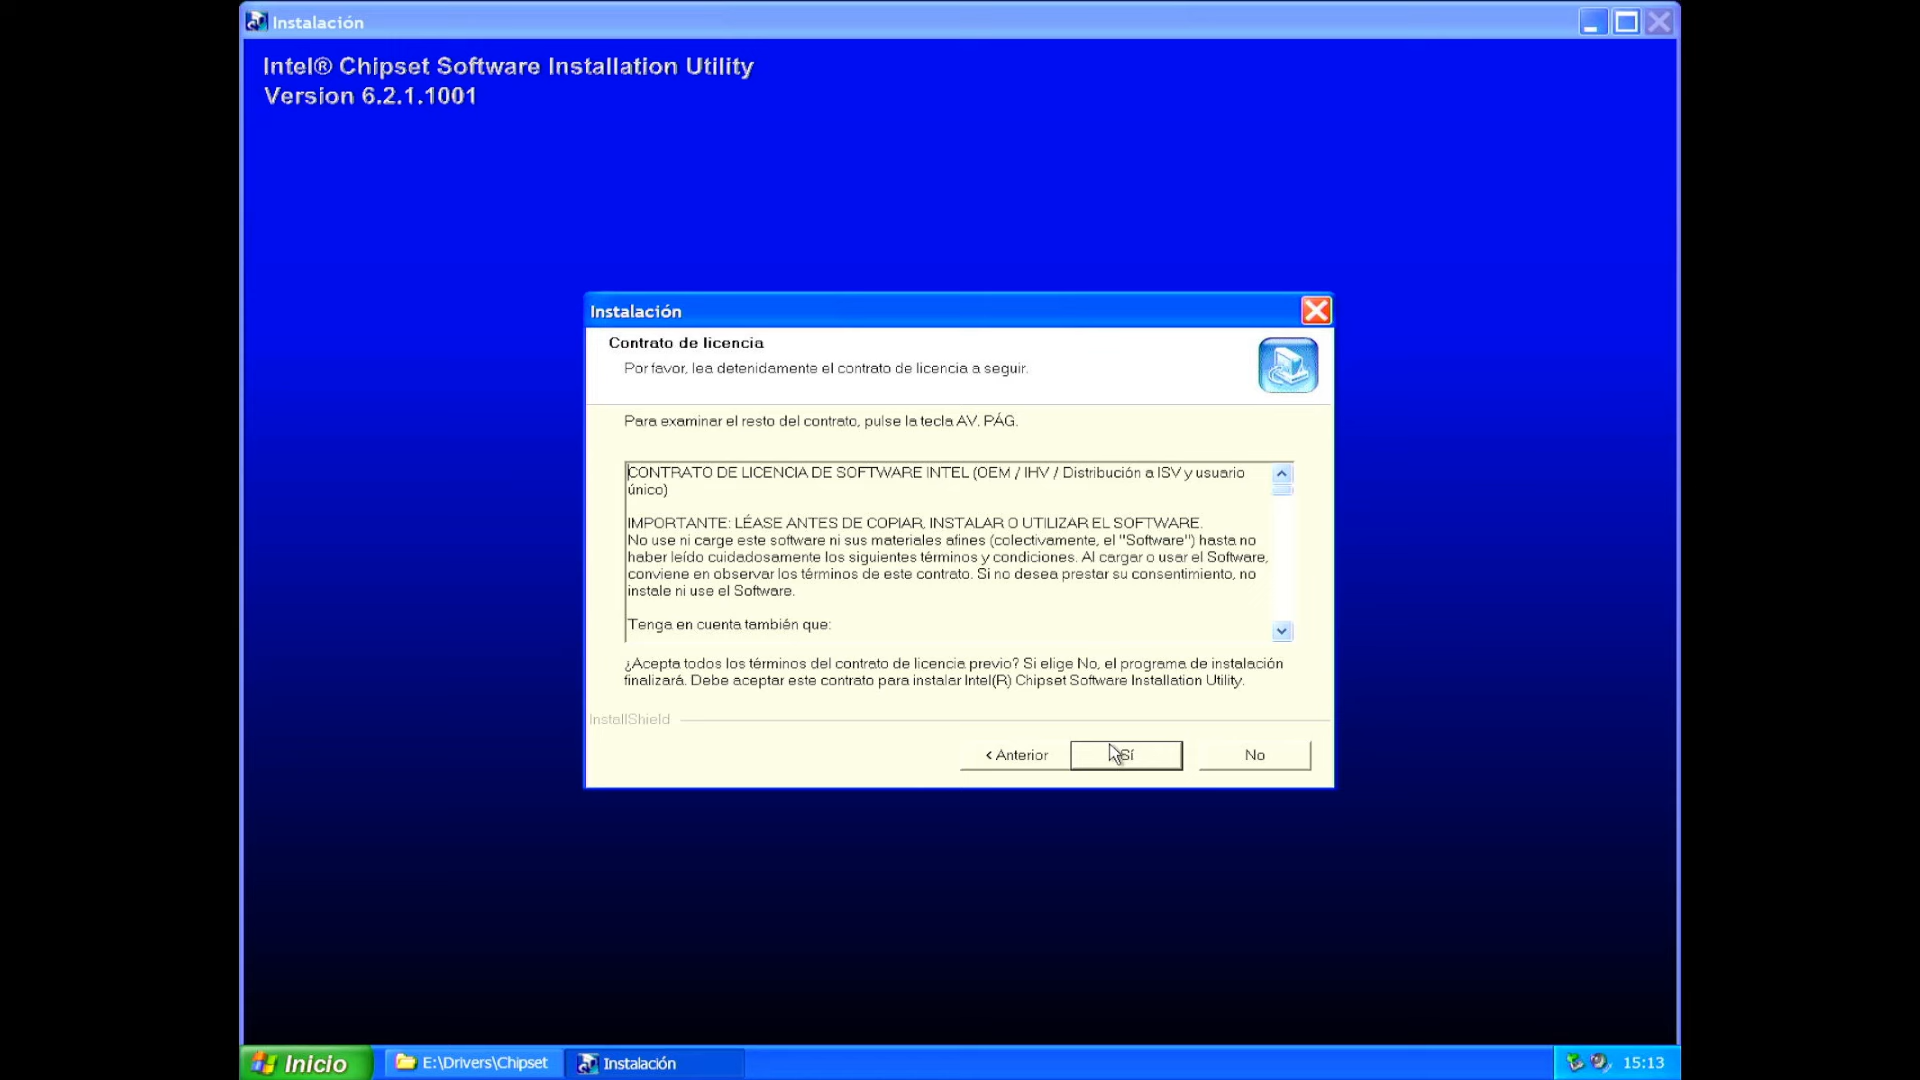 Instalación
Intel® Chipset Software Installation Utility
Version 6.2.1.1001
Instalación
Contrato de licencia
Por favor, lea detenidamente el contrato de licencia a seguir.
Para examinar el resto del contrato, pulse la tecla AV. PÁG.
CONTRATO DE LICENCIA DE SOFTWARE INTEL (OEM / IHV / Distribución a ISV y usuario
único)
IMPORTANTE: LÉASE ANTES DE COPIAR, INSTALAR O UTILIZAR EL SOFTWARE.
No use ni carge este software ni sus materiales afines (colectivamente, el "Software") hasta no
haber leído cuidadosamente los siguientes términos y condiciones. Al cargar o usar el Software,
conviene en observar los términos de este contrato. Si no desea prestar su consentimiento, no
instale ni use el Software.
Tenga en cuenta también que:
¿Acepta todos los términos del contrato de licencia previo? Si elige No, el programa de instalación
finalizará. Debe aceptar este contrato para instalar Intel(R) Chipset Software Installation Utility.
InstallShield
< Anterior
Sí
No
Inicio
E:\Drivers\Chipset
Instalación
15:13